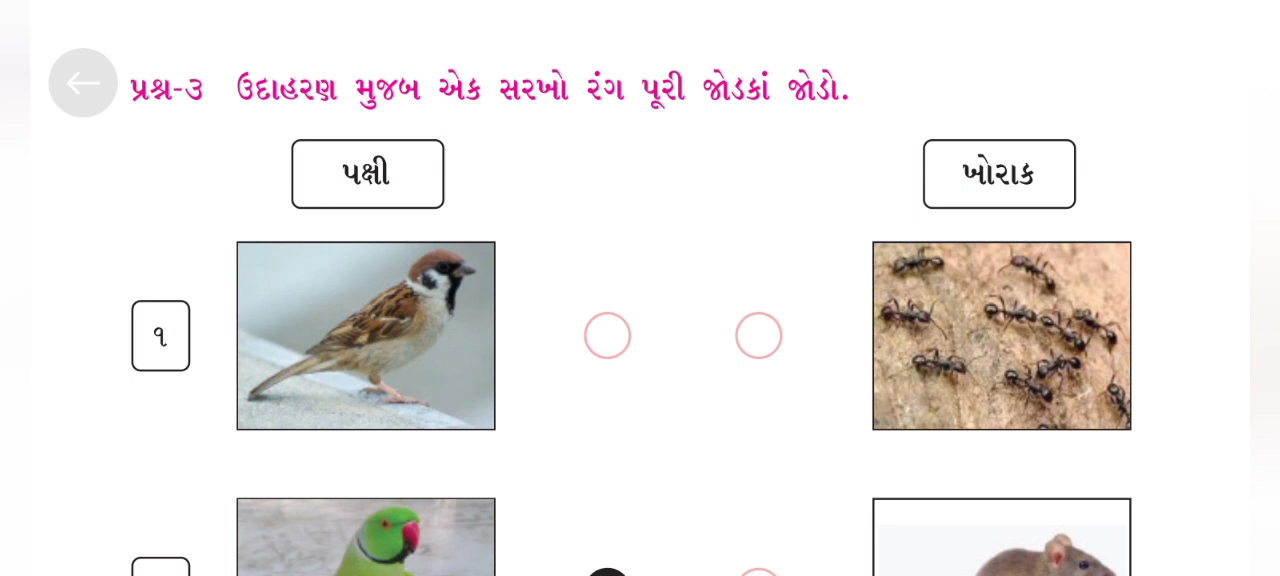 પ્રશ્ન-૩ ઉદાહરણ મુજબ એક સરખો રંગ પૂરી જોડકાં જોડો.
પક્ષી ખોરાક
૧